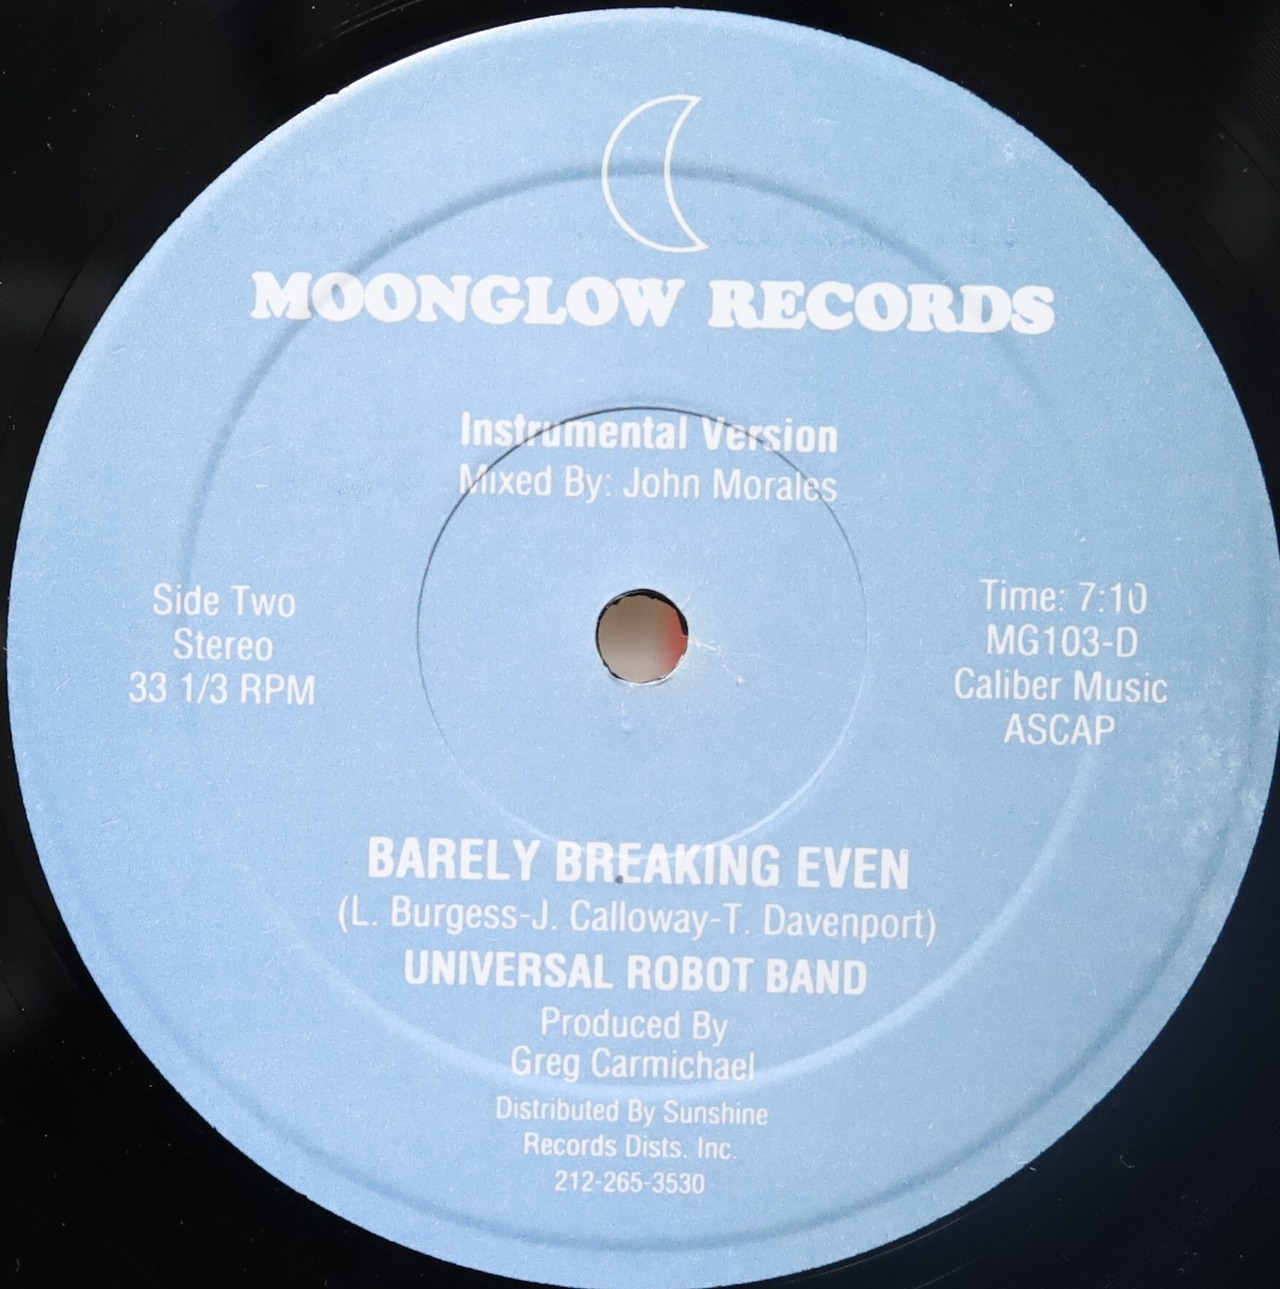 MOONGLOW RECORDS
Instrumental Version
Mixed By: John Morales
Side Two
Stereo
33 1/3 RPM
Time: 7:10
MG103-D
Caliber Music
ASCAP
BARELY BREAKING EVEN
(L. Burgess-J. Calloway-T. Davenport)
UNIVERSAL ROBOT BAND
Produced By
Greg Carmichael
Distributed By Sunshine
Records Dists. Inc.
212-265-3530